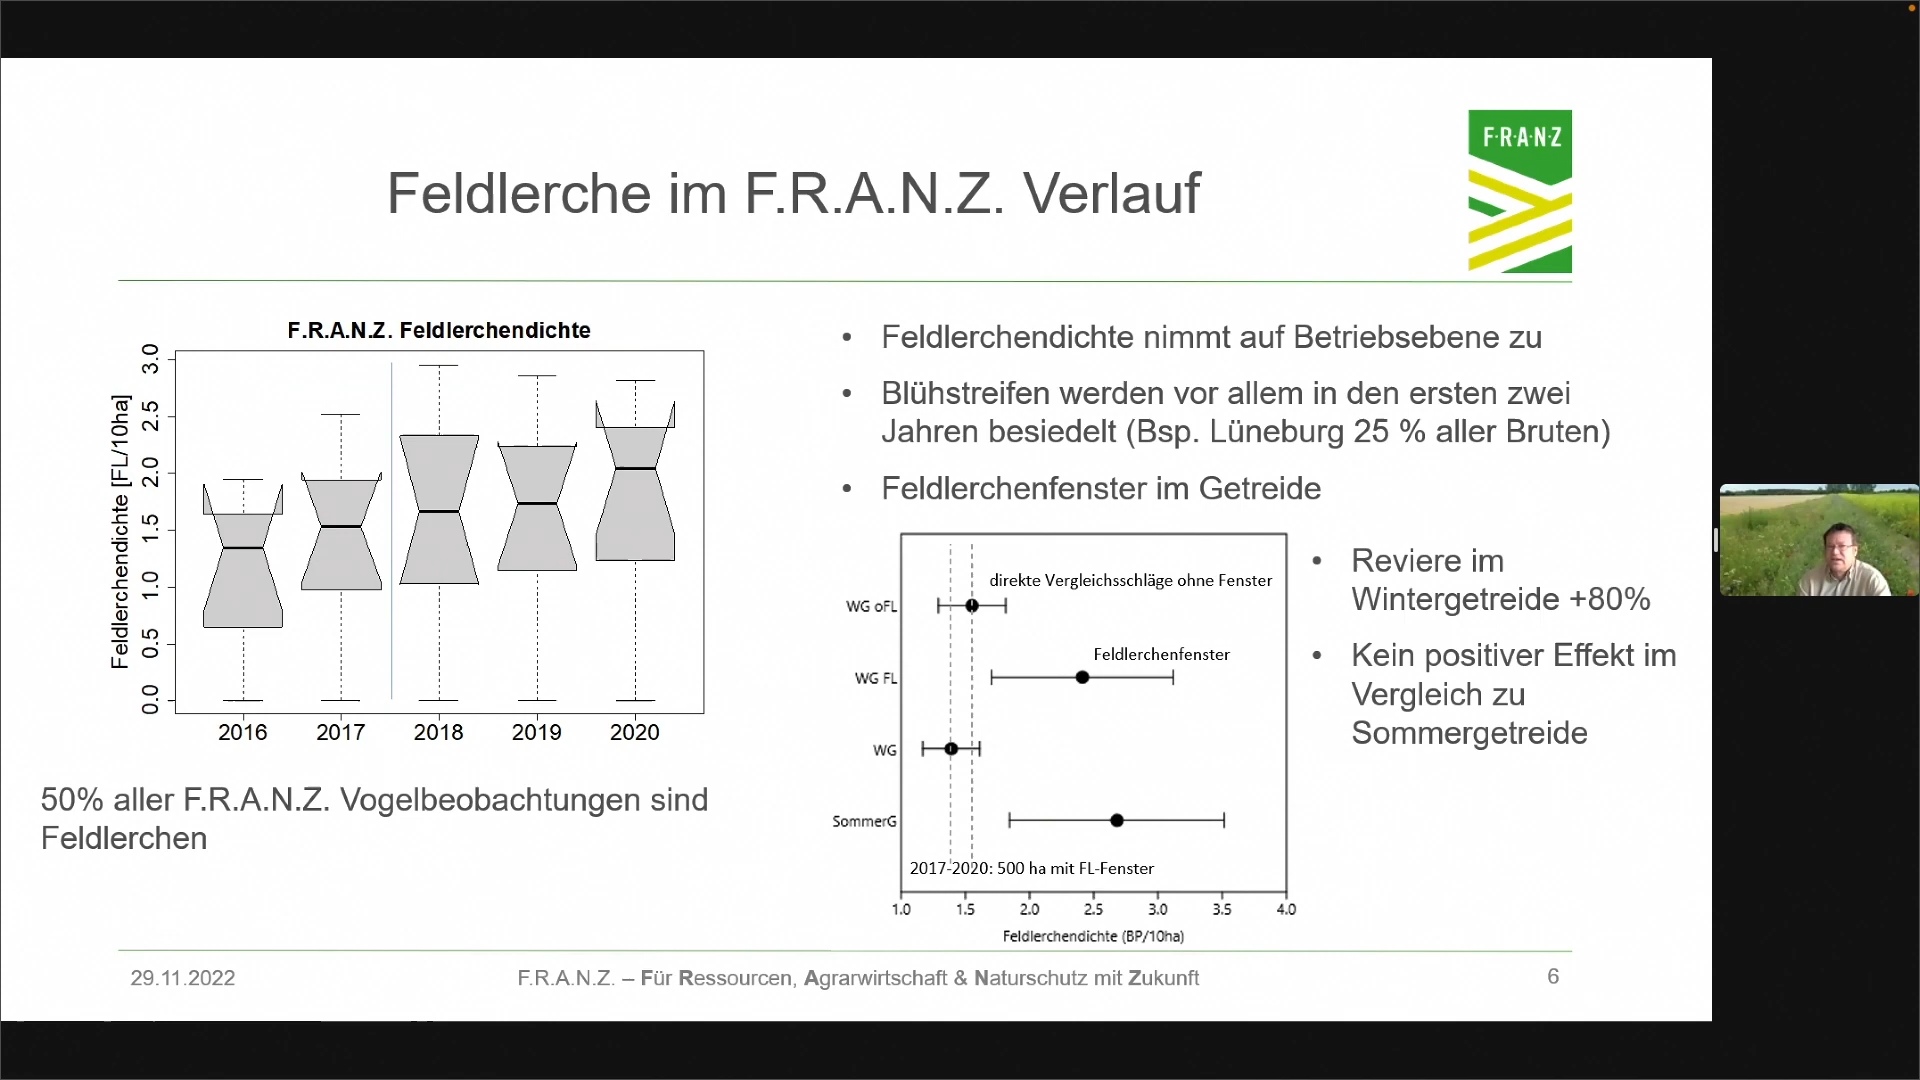 F·R·A·N·Z
Feldlerche im F.R.A.N.Z. Verlauf
F.R.A.N.Z. Feldlerchendichte
Feldlerchendichte [FL/10ha]
3.0
2.5
2.0
1.5
1.0
0.5
0.0
2016 2017 2018 2019 2020
50% aller F.R.A.N.Z. Vogelbeobachtungen sind
Feldlerchen
• Feldlerchendichte nimmt auf Betriebsebene zu
• Blühstreifen werden vor allem in den ersten zwei
Jahren besiedelt (Bsp. Lüneburg 25 % aller Bruten)
• Feldlerchenfenster im Getreide
direkte Vergleichsschläge ohne Fenster
WG oFL
Feldlerchenfenster
WG FL
WG
SommerG
2017-2020: 500 ha mit FL-Fenster
1.0 1.5 2.0 2.5 3.0 3.5 4.0
Feldlerchendichte (BP/10ha)
• Reviere im
Wintergetreide +80%
• Kein positiver Effekt im
Vergleich zu
Sommergetreide
29.11.2022
F.R.A.N.Z. – Für Ressourcen, Agrarwirtschaft & Naturschutz mit Zukunft
6